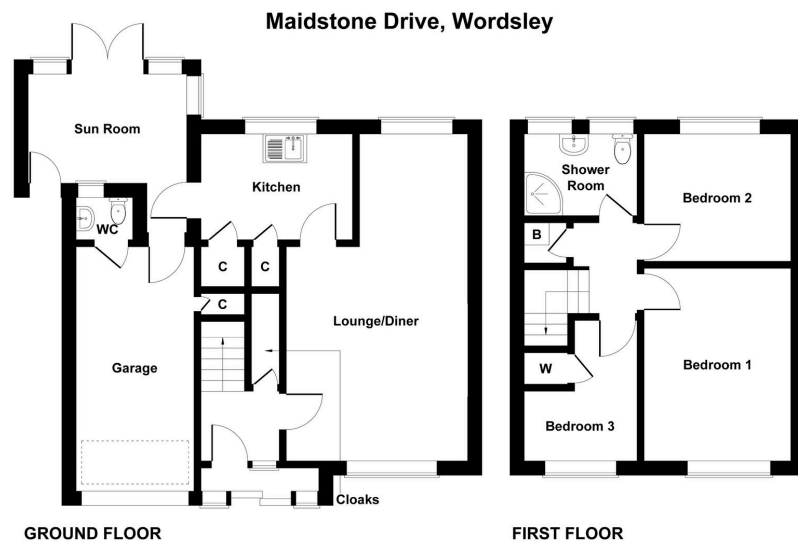 Maidstone Drive, Wordsley
Sun Room
Kitchen
WC
C
C
C
Lounge/Diner
Garage
Cloaks
GROUND FLOOR
Shower
Room
Bedroom 2
B
Bedroom 1
W
Bedroom 3
FIRST FLOOR